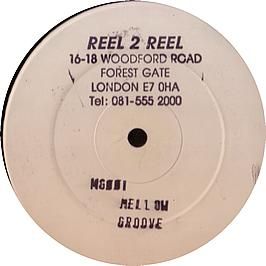 REEL 2 REEL
16-18 WOODFORD ROAD
FOREST GATE
LONDON E7 0HA
Tel: 081-555 2000
MG001
MELLOW
GROOVE